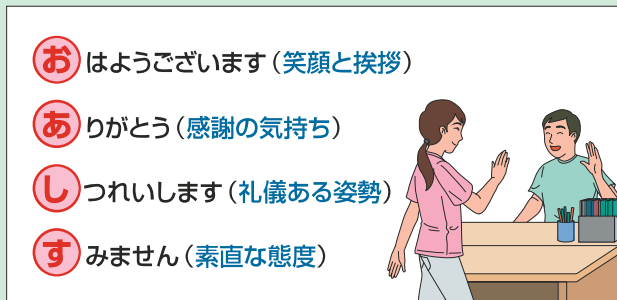 おはようございます（笑顔と挨拶）
ありがとう（感謝の気持ち）
しつれいします（礼儀ある姿勢）
すみません（素直な態度）